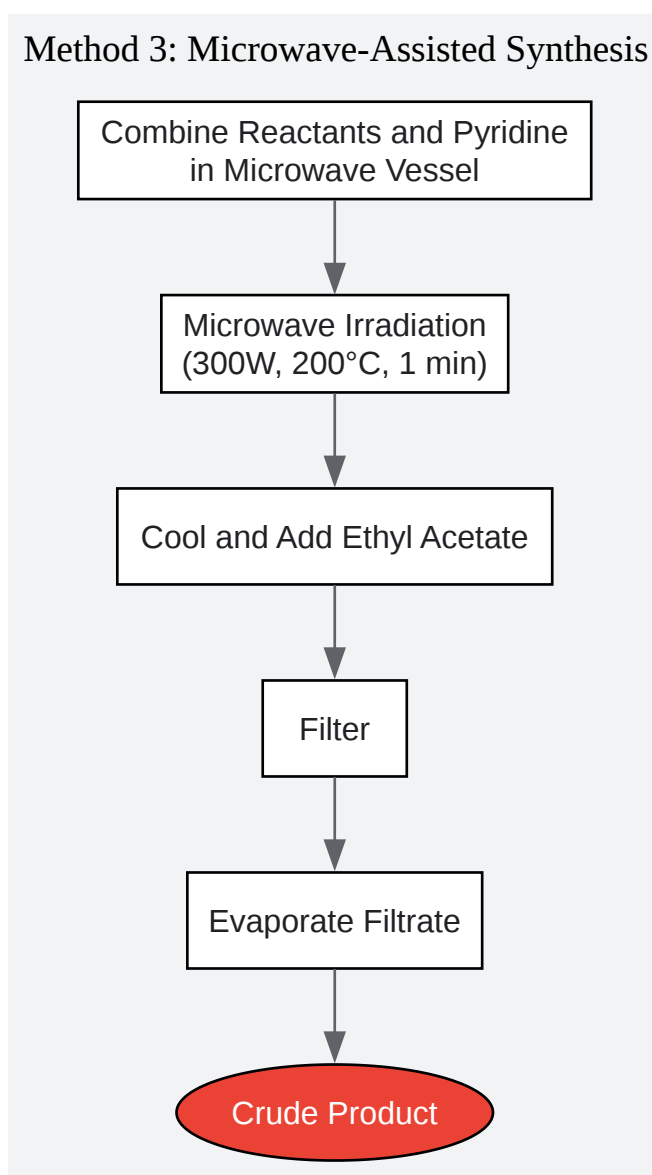 Method 3: Microwave-Assisted Synthesis
Combine Reactants and Pyridine
in Microwave Vessel
Microwave Irradiation
(300W, 200°C, 1 min)
Cool and Add Ethyl Acetate
Filter
Evaporate Filtrate
Crude Product